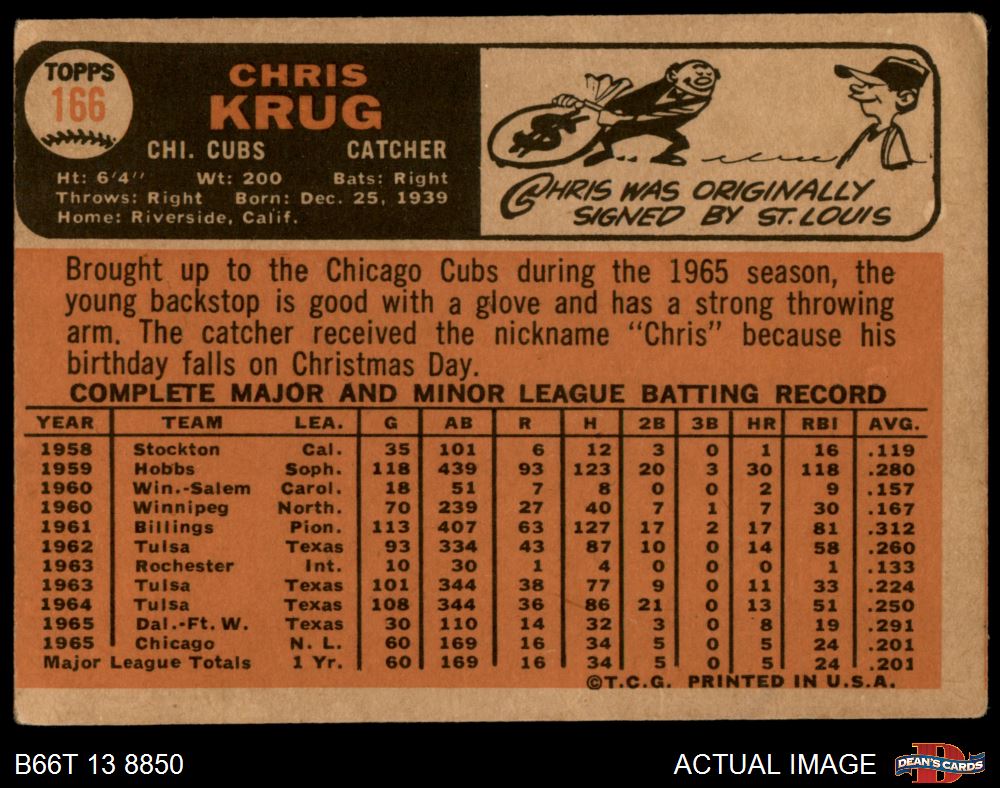 TOPPS
166
CHRIS
KRUG
CHI. CUBS CATCHER
Ht: 6'4" Wt: 200 Bats: Right
Throws: Right Born: Dec. 25, 1939
Home: Riverside, Calif.
$
CHRIS WAS ORIGINALLY
SIGNED BY ST. LOUIS
Brought up to the Chicago Cubs during the 1965 season, the
young backstop is good with a glove and has a strong throwing
arm. The catcher received the nickname "Chris" because his
birthday falls on Christmas Day.
COMPLETE MAJOR AND MINOR LEAGUE BATTING RECORD
YEAR TEAM LEA. G AB R H 2B 3B HR RBI AVG.
1958 Stockton Cal. 35 101 6 12 3 0 1 16 .119
1959 Hobbs Soph. 118 439 93 123 20 3 30 118 .280
1960 Win.-Salem Carol. 18 51 7 8 0 0 2 9 .157
1960 Winnipeg North. 70 239 27 40 7 1 7 30 .167
1961 Billings Pion. 113 407 63 127 17 2 17 81 .312
1962 Tulsa Texas 93 334 43 87 10 0 14 58 .260
1963 Rochester Int. 10 30 1 4 0 0 0 1 .133
1963 Tulsa Texas 101 344 38 77 9 0 11 33 .224
1964 Tulsa Texas 108 344 36 86 21 0 13 51 .250
1965 Dal.-Ft. W. Texas 30 110 14 32 3 0 8 19 .291
1965 Chicago N. L. 60 169 16 34 5 0 5 24 .201
Major League Totals 1 Yr. 60 169 16 34 5 0 5 24 .201
©T.C.G. PRINTED IN U.S.A.
B66T 13 8850 ACTUAL IMAGE DEAN'S CARDS